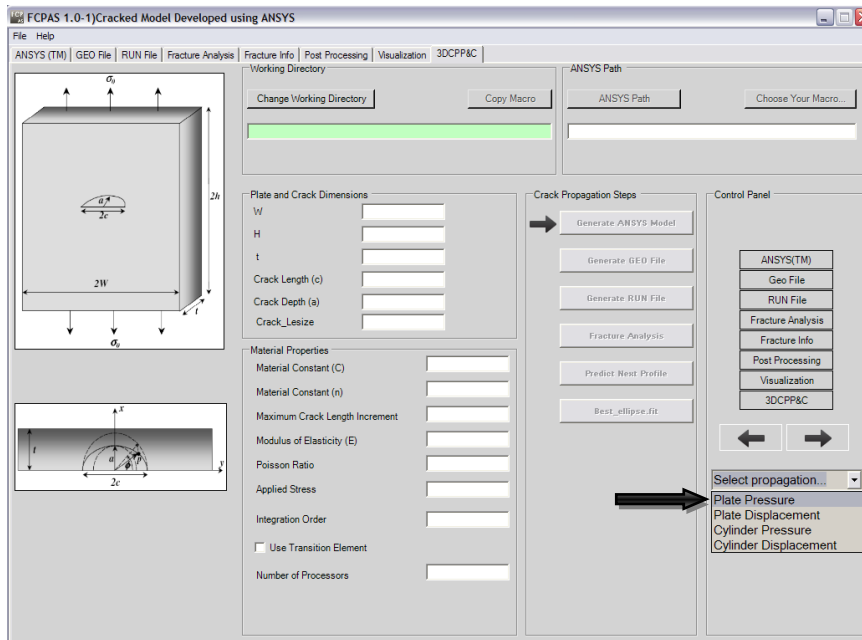 FCPAS 1.0-1)Cracked Model Developed using ANSYS
File Help
ANSYS (TM) GEO File RUN File Fracture Analysis Fracture Info Post Processing Visualization 3DCPP&C
Working Directory
Change Working Directory Copy Macro
ANSYS Path
ANSYS Path Choose Your Macro...
σ₀
a
2c
2h
2W
t
σ₀
x
t
a
ϕ
p
y
2c
Plate and Crack Dimensions
W
H
t
Crack Length (c)
Crack Depth (a)
Crack_Lesize
Material Properties
Material Constant (C)
Material Constant (n)
Maximum Crack Length Increment
Modulus of Elasticity (E)
Poisson Ratio
Applied Stress
Integration Order
Use Transition Element
Number of Processors
Crack Propagation Steps
Generate ANSYS Model
Generate GEO File
Generate RUN File
Fracture Analysis
Predict Next Profile
Best_ellipse.fit
Control Panel
ANSYS(TM)
Geo File
RUN File
Fracture Analysis
Fracture Info
Post Processing
Visualization
3DCPP&C
Select propagation...
Plate Pressure
Plate Displacement
Cylinder Pressure
Cylinder Displacement